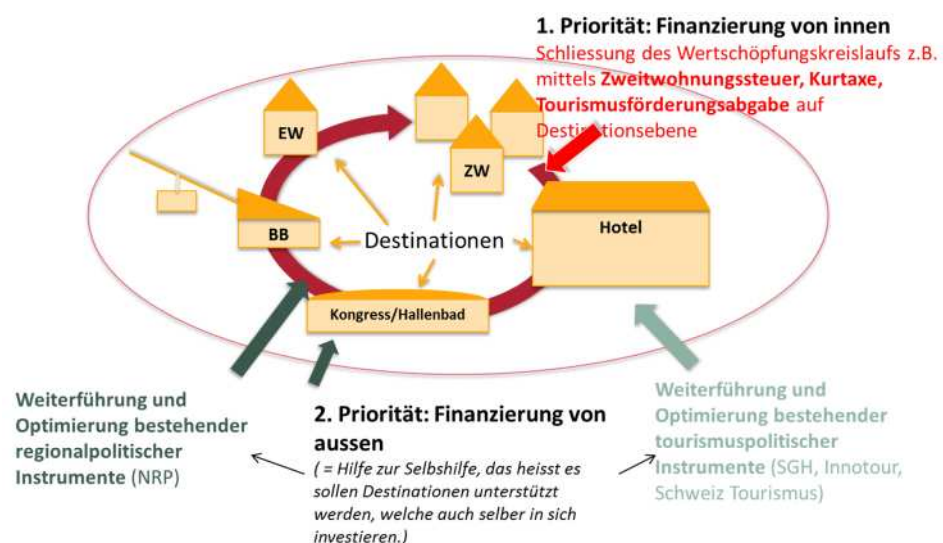 1. Priorität: Finanzierung von innen
Schliessung des Wertschöpfungskreislaufs z.B.
mittels Zweitwohnungssteuer, Kurtaxe,
Tourismusförderungsabgabe auf
Destinationsebene
EW
ZW
BB
Destinationen
Hotel
Kongress/Hallenbad
Weiterführung und
Optimierung bestehender
regionalpolitischer
Instrumente (NRP)
2. Priorität: Finanzierung von
aussen
( = Hilfe zur Selbshilfe, das heisst es
sollen Destinationen unterstützt
werden, welche auch selber in sich
investieren.)
Weiterführung und
Optimierung bestehender
tourismuspolitischer
Instrumente (SGH, Innotour,
Schweiz Tourismus)